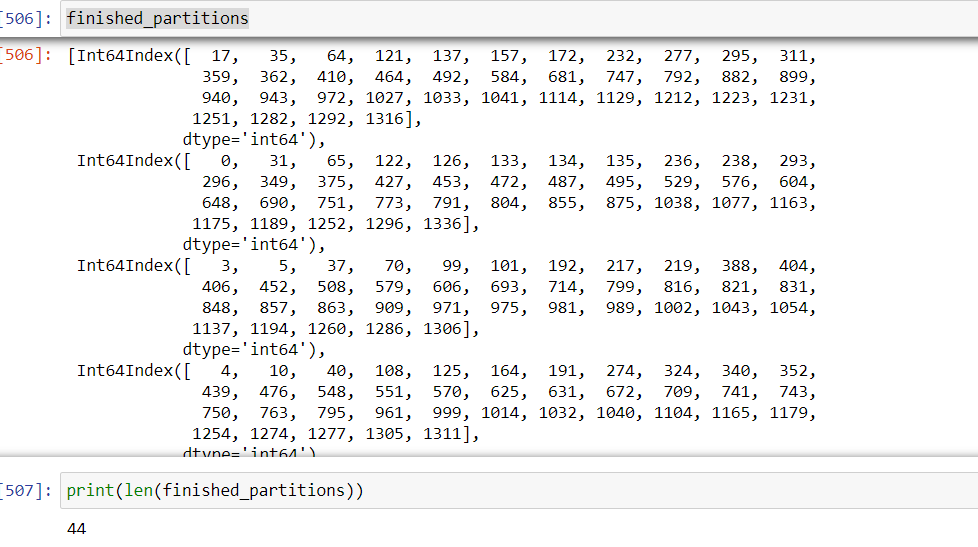 [506]: finished_partitions
[506]: [Int64Index([ 17, 35, 64, 121, 137, 157, 172, 232, 277, 295, 311,
359, 362, 410, 464, 492, 584, 681, 747, 792, 882, 899,
940, 943, 972, 1027, 1033, 1041, 1114, 1129, 1212, 1223, 1231,
1251, 1282, 1292, 1316],
dtype='int64'),
Int64Index([ 0, 31, 65, 122, 126, 133, 134, 135, 236, 238, 293,
296, 349, 375, 427, 453, 472, 487, 495, 529, 576, 604,
648, 690, 751, 773, 791, 804, 855, 875, 1038, 1077, 1163,
1175, 1189, 1252, 1296, 1336],
dtype='int64'),
Int64Index([ 3, 5, 37, 70, 99, 101, 192, 217, 219, 388, 404,
406, 452, 508, 579, 606, 693, 714, 799, 816, 821, 831,
848, 857, 863, 909, 971, 975, 981, 989, 1002, 1043, 1054,
1137, 1194, 1260, 1286, 1306],
dtype='int64'),
Int64Index([ 4, 10, 40, 108, 125, 164, 191, 274, 324, 340, 352,
439, 476, 548, 551, 570, 625, 631, 672, 709, 741, 743,
750, 763, 795, 961, 999, 1014, 1032, 1040, 1104, 1165, 1179,
1254, 1274, 1277, 1305, 1311],
dtype='int64')
[507]: print(len(finished_partitions))
44